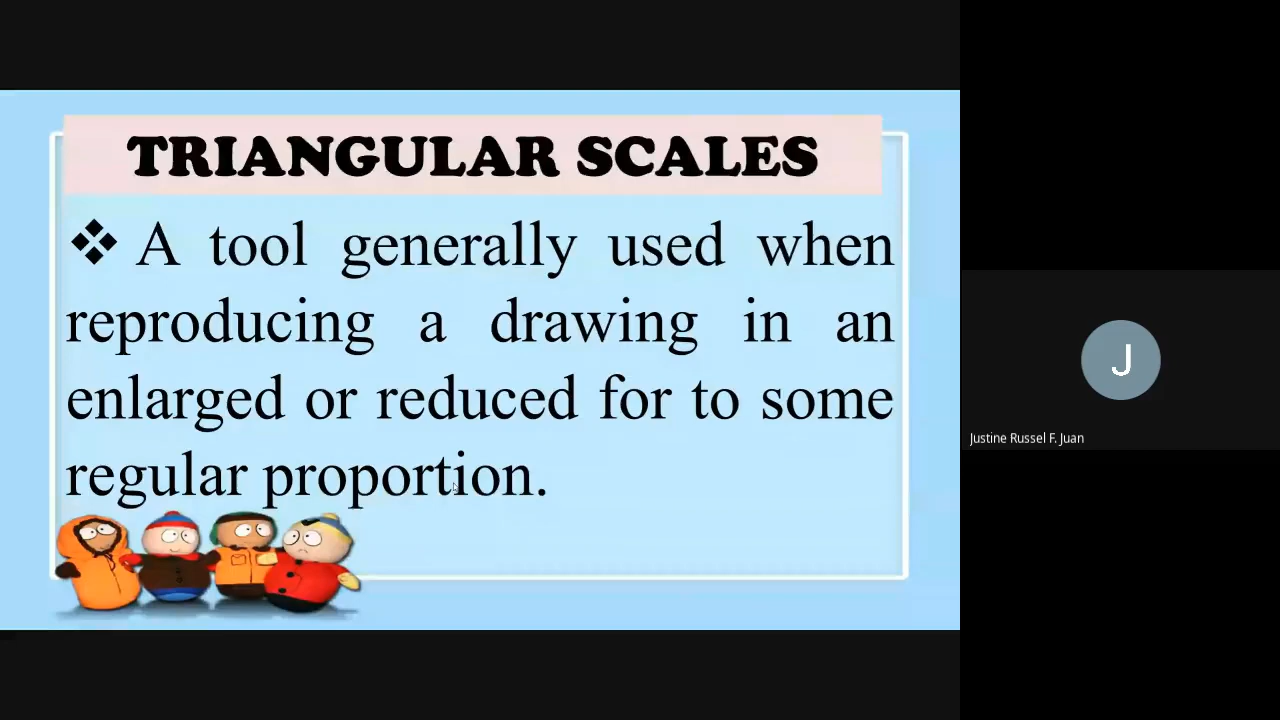 TRIANGULAR SCALES
❖ A tool generally used when
reproducing a drawing in an
enlarged or reduced for to some
regular proportion.
J
Justine Russel F. Juan